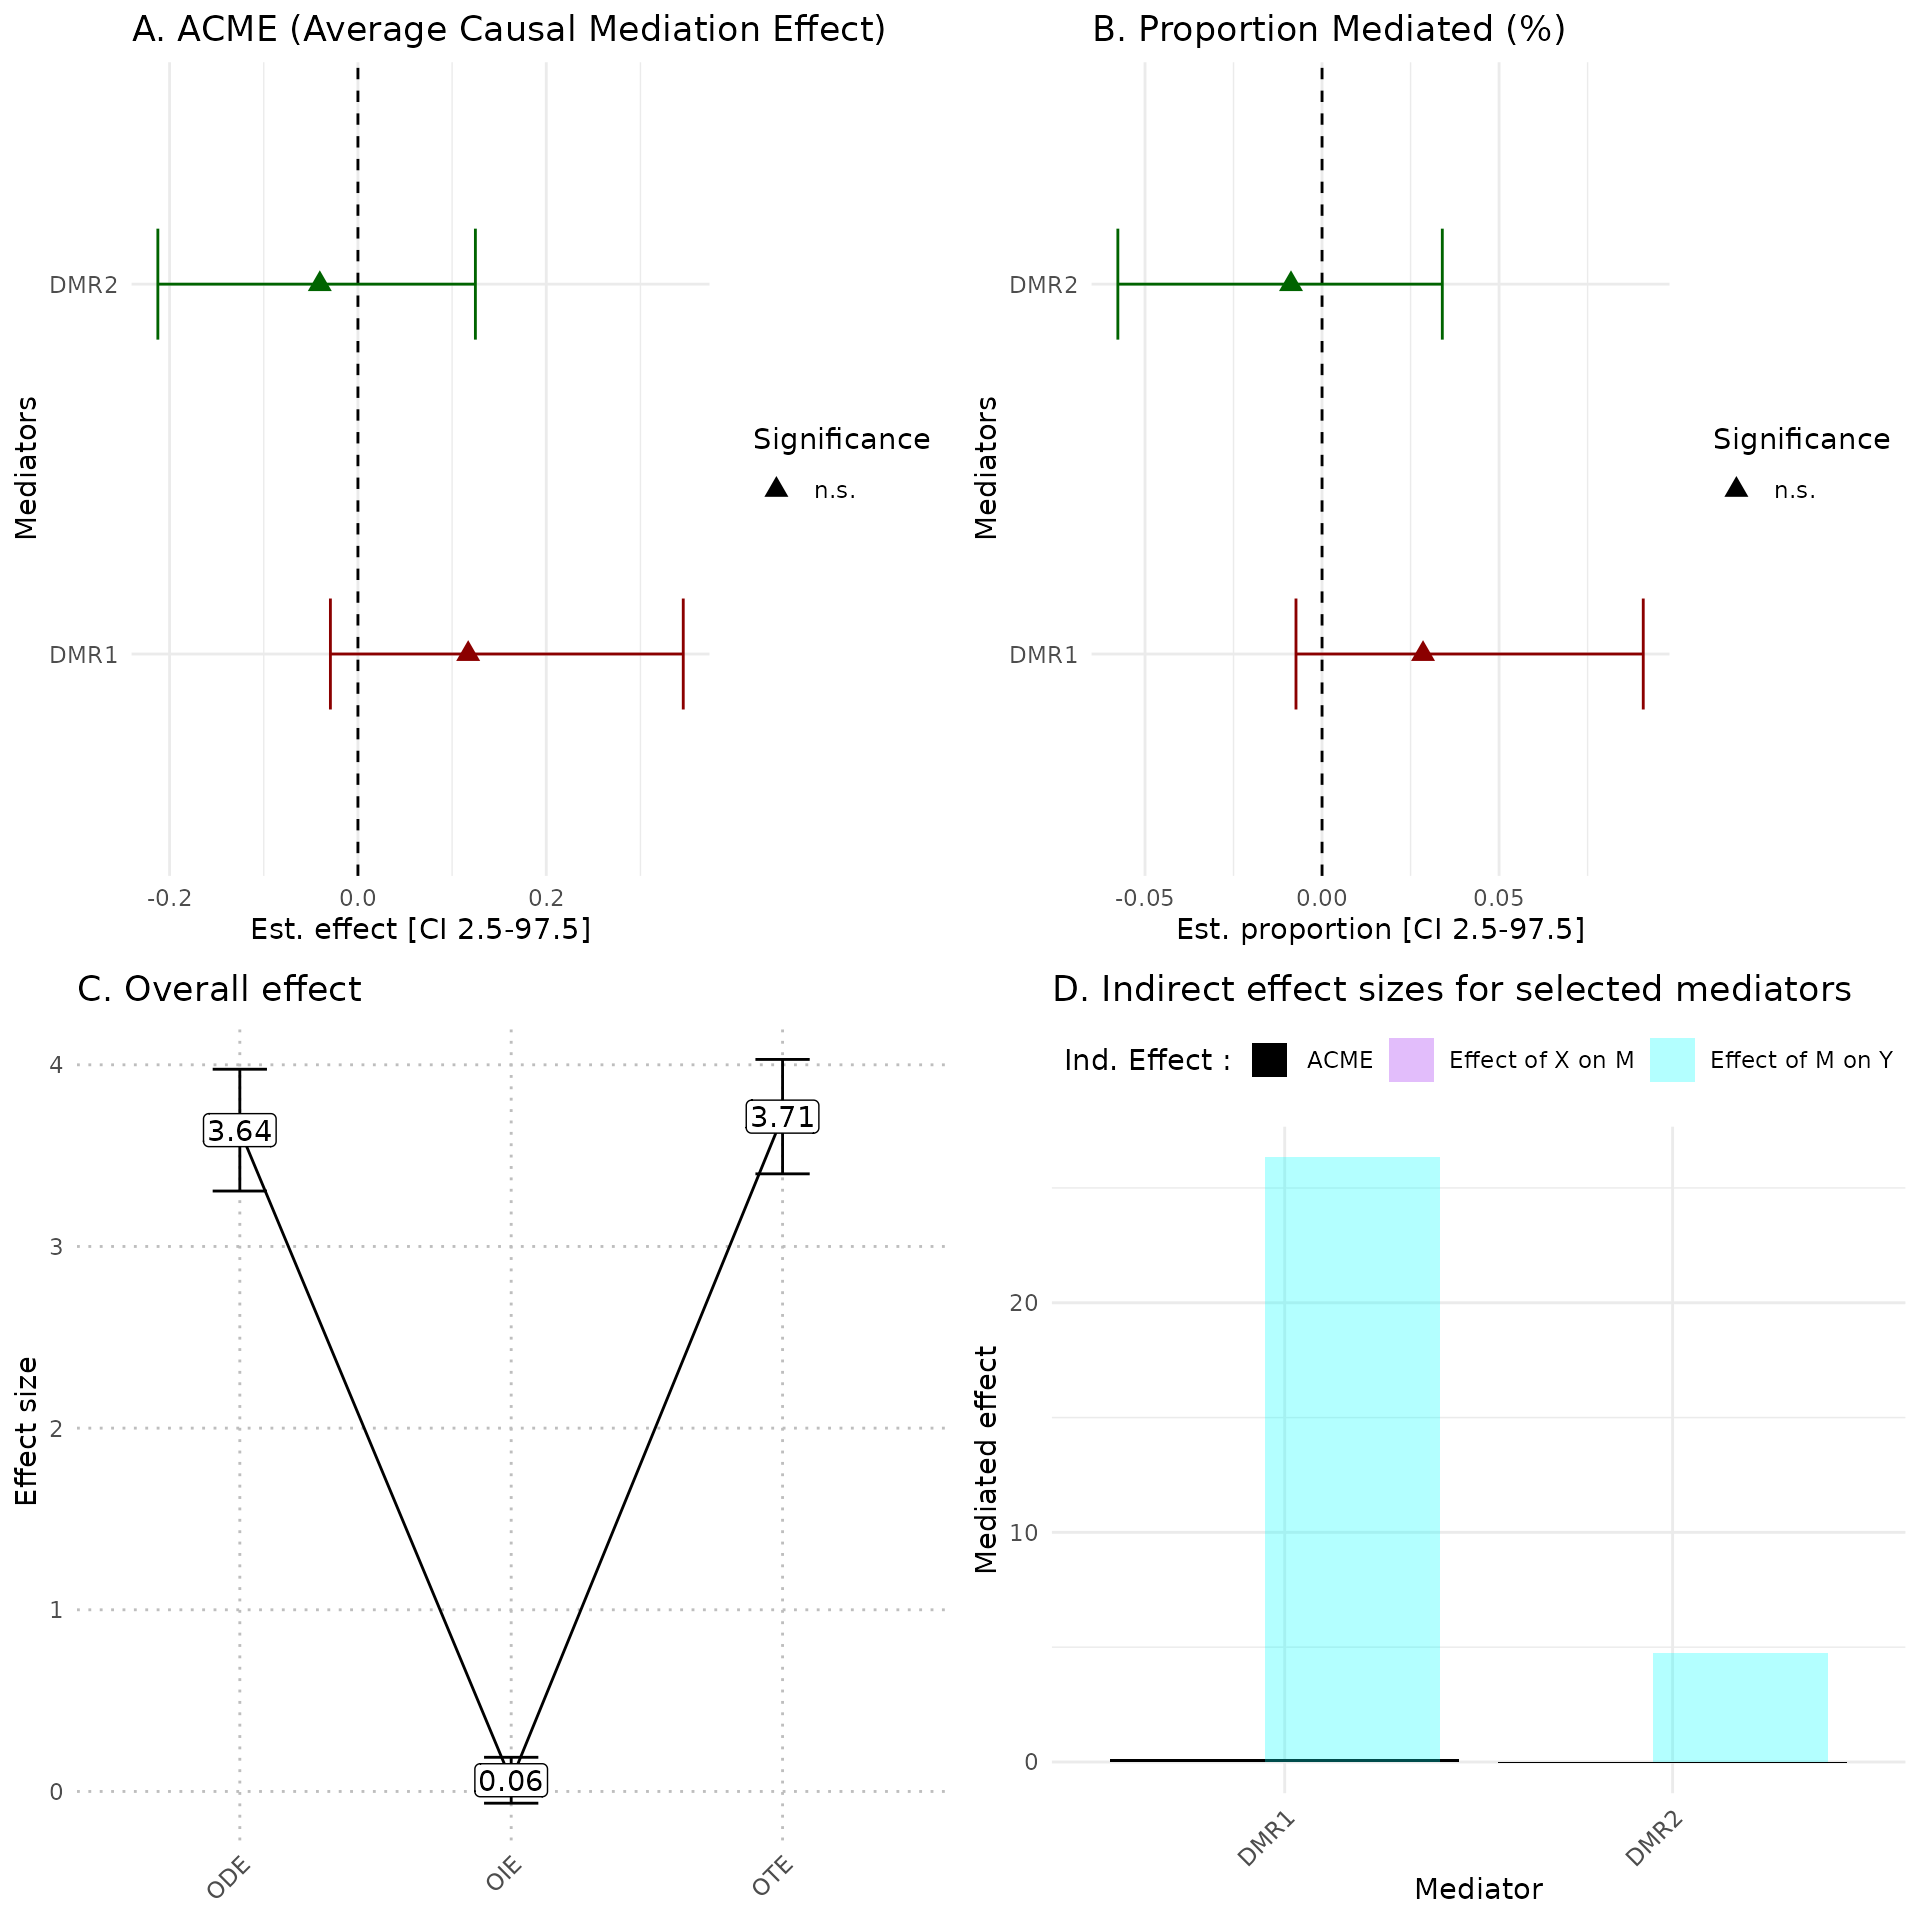 A. ACME (Average Causal Mediation Effect)
DMR2
DMR1
Mediators
-0.2 0.0 0.2
Est. effect [CI 2.5-97.5]
Significance
n.s.
B. Proportion Mediated (%)
DMR2
DMR1
Mediators
-0.05 0.00 0.05
Est. proportion [CI 2.5-97.5]
Significance
n.s.
C. Overall effect
4
3
2
1
0
Effect size
3.64
0.06
3.71
ODE OIE OTE
D. Indirect effect sizes for selected mediators
Ind. Effect : ACME Effect of X on M Effect of M on Y
20
10
0
Mediated effect
DMR1 DMR2
Mediator